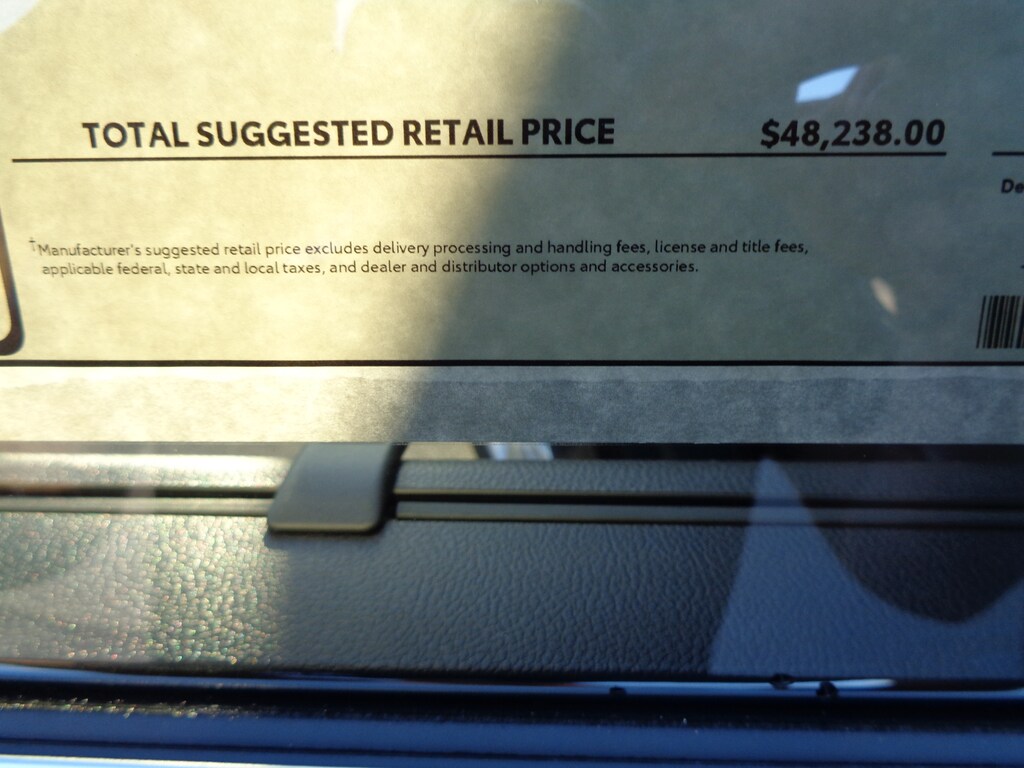 TOTAL SUGGESTED RETAIL PRICE $48,238.00
De
‡Manufacturer's suggested retail price excludes delivery processing and handling fees, license and title fees,
applicable federal, state and local taxes, and dealer and distributor options and accessories.